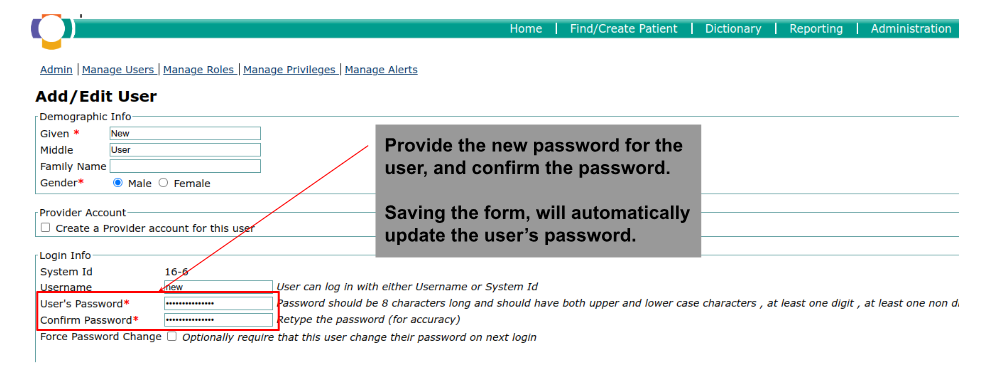 Home | Find/Create Patient | Dictionary | Reporting | Administration
Admin | Manage Users | Manage Roles | Manage Privileges | Manage Alerts
Add/Edit User
Demographic Info
Given * New
Middle User
Family Name
Gender* Male Female
Provide the new password for the
user, and confirm the password.
Saving the form, will automatically
update the user's password.
Provider Account
Create a Provider account for this user
Login Info
System Id 16-6
Username new User can log in with either Username or System Id
User's Password* •••••••••••••• Password should be 8 characters long and should have both upper and lower case characters , at least one digit , at least one non
Confirm Password* •••••••••••••• Retype the password (for accuracy)
Force Password Change Optionally require that this user change their password on next login